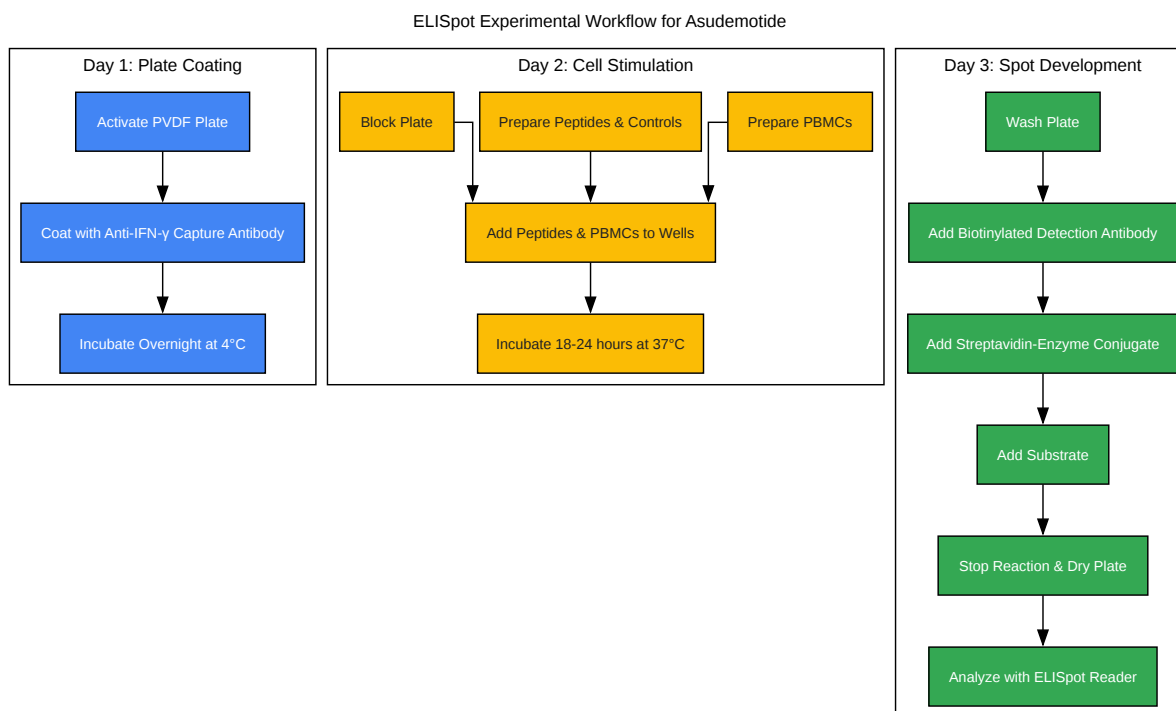 ELISpot Experimental Workflow for Asudemotide
Day 1: Plate Coating
Activate PVDF Plate
Coat with Anti-IFN-γ Capture Antibody
Incubate Overnight at 4°C
Day 2: Cell Stimulation
Block Plate
Prepare Peptides & Controls
Prepare PBMCs
Add Peptides & PBMCs to Wells
Incubate 18-24 hours at 37°C
Day 3: Spot Development
Wash Plate
Add Biotinylated Detection Antibody
Add Streptavidin-Enzyme Conjugate
Add Substrate
Stop Reaction & Dry Plate
Analyze with ELISpot Reader